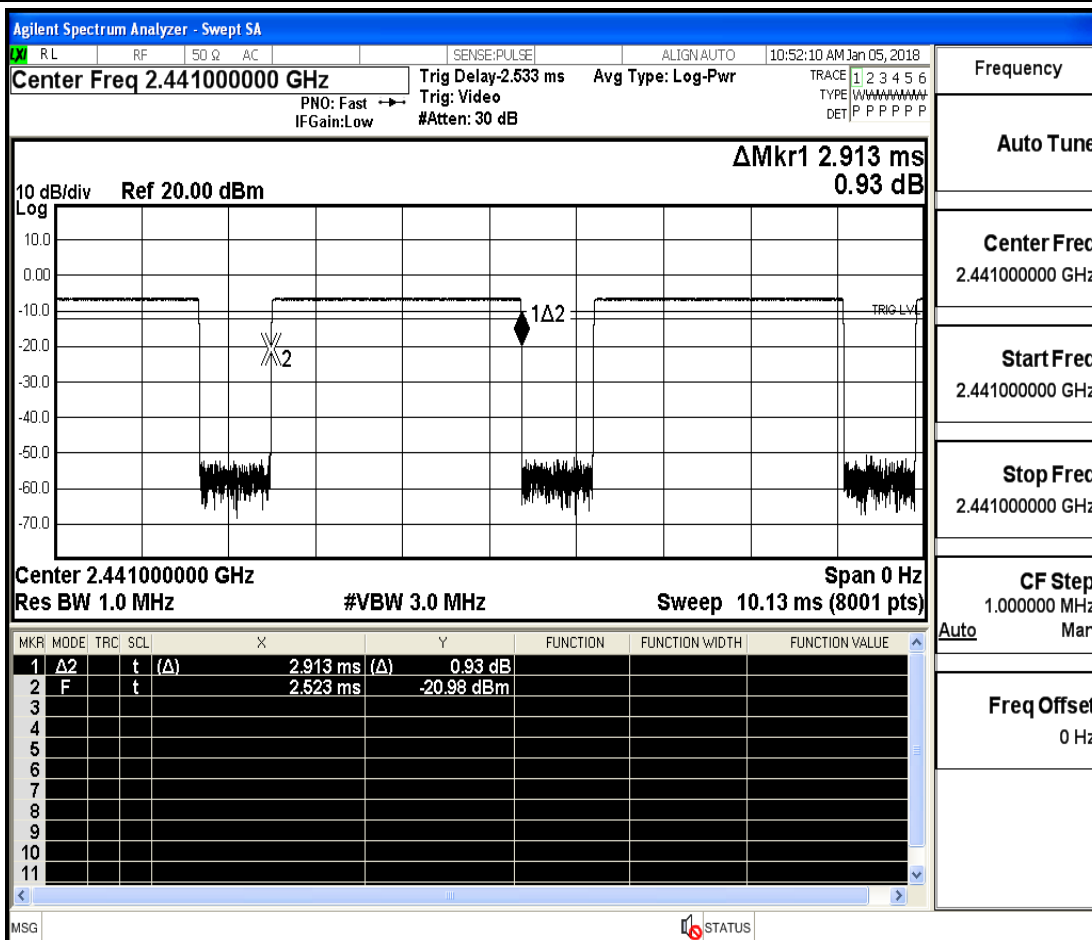 Agilent Spectrum Analyzer - Swept SA
LXI RL RF 50 Ω AC SENSE:PULSE ALIGN AUTO 10:52:10 AM Jan 05, 2018
Center Freq 2.441000000 GHz
PNO: Fast
IFGain:Low
Trig Delay-2.533 ms
Trig: Video
#Atten: 30 dB
Avg Type: Log-Pwr
TRACE 1 2 3 4 5 6
TYPE WWWWWWW
DET P P P P P P
ΔMkr1 2.913 ms
0.93 dB
10 dB/div Ref 20.00 dBm
Log
10.0
0.00
-10.0
-20.0
-30.0
-40.0
-50.0
-60.0
-70.0
1Δ2
TRIG LVL
2
Center 2.441000000 GHz Span 0 Hz
Res BW 1.0 MHz #VBW 3.0 MHz Sweep 10.13 ms (8001 pts)
MKR MODE TRC SCL X Y FUNCTION FUNCTION WIDTH FUNCTION VALUE
1 Δ2 t (Δ) 2.913 ms (Δ) 0.93 dB
2 F t 2.523 ms -20.98 dBm
3
4
5
6
7
8
9
10
11
MSG STATUS
Frequency
Auto Tune
Center Freq
2.441000000 GHz
Start Freq
2.441000000 GHz
Stop Freq
2.441000000 GHz
CF Step
1.000000 MHz
Auto Man
Freq Offset
0 Hz